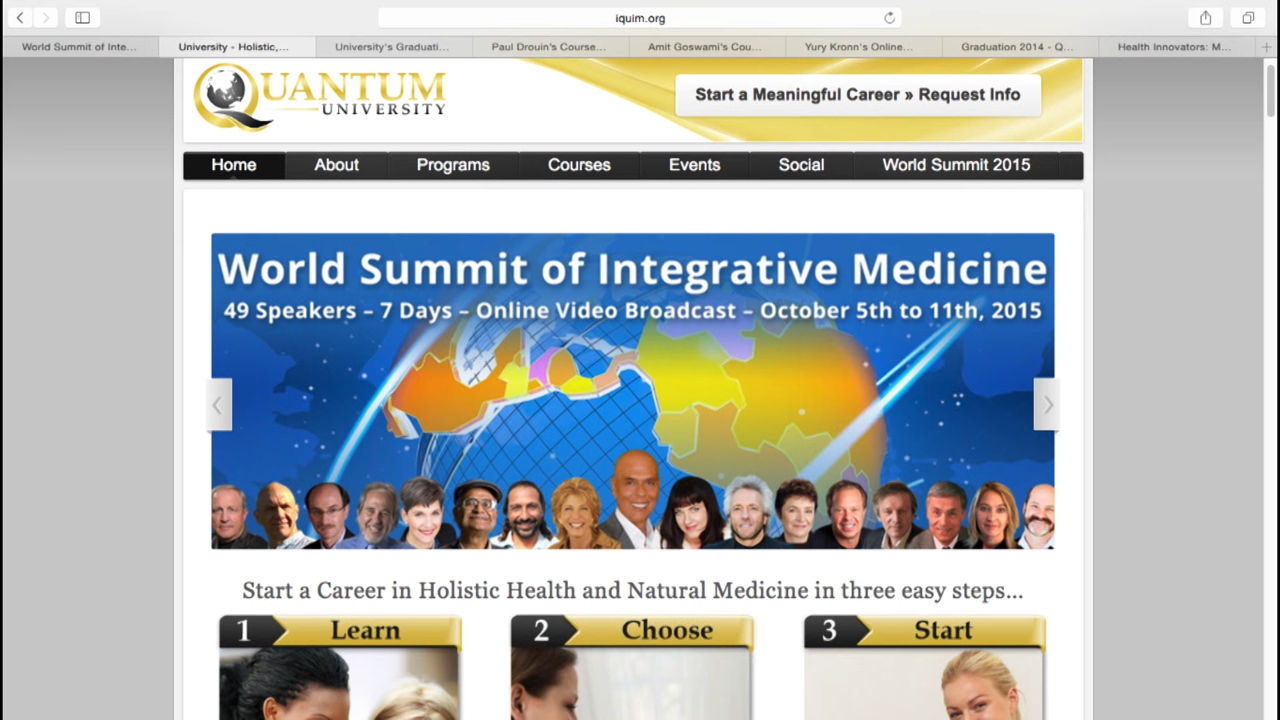 iquim.org
World Summit of Inte...
University - Holistic,...
University's Graduati...
Paul Drouin's Course...
Amit Goswami's Cou...
Yury Kronn's Online...
Graduation 2014 - Q...
Health Innovators: M...
QUANTUM
UNIVERSITY
Start a Meaningful Career » Request Info
Home About Programs Courses Events Social World Summit 2015
World Summit of Integrative Medicine
49 Speakers – 7 Days – Online Video Broadcast – October 5th to 11th, 2015
Start a Career in Holistic Health and Natural Medicine in three easy steps...
1 Learn
2 Choose
3 Start